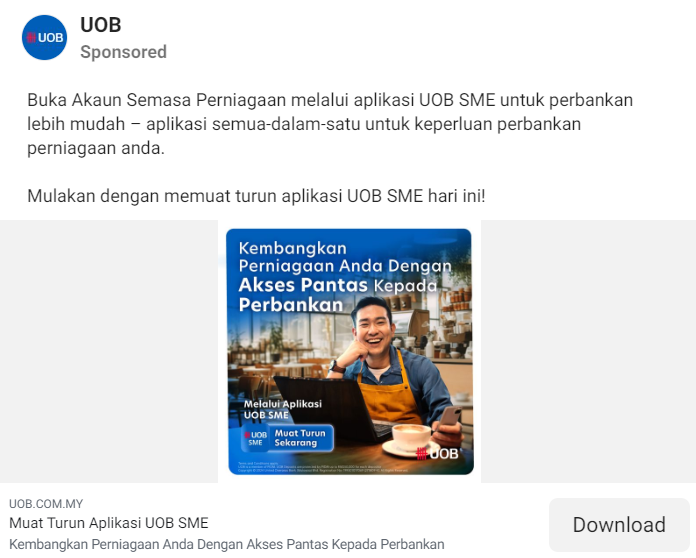 UOB
UOB
Sponsored
Buka Akaun Semasa Perniagaan melalui aplikasi UOB SME untuk perbankan
lebih mudah – aplikasi semua-dalam-satu untuk keperluan perbankan
perniagaan anda.
Mulakan dengan memuat turun aplikasi UOB SME hari ini!
Kembangkan
Perniagaan Anda Dengan
Akses Pantas Kepada
Perbankan
Melalui Aplikasi
UOB SME
UOB
SME
Muat Turun
Sekarang
UOB
UOB.COM.MY
Muat Turun Aplikasi UOB SME
Kembangkan Perniagaan Anda Dengan Akses Pantas Kepada Perbankan
Download